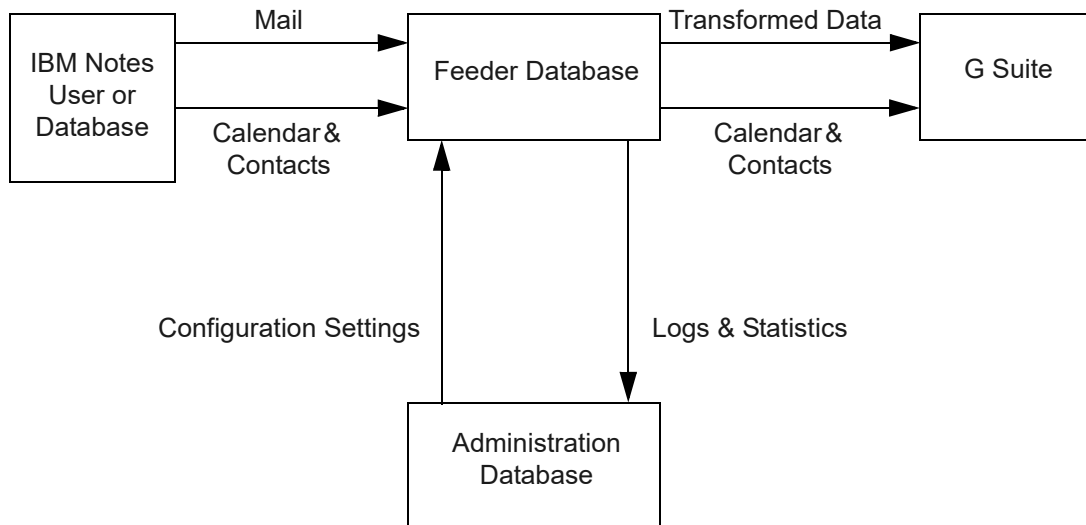 Mail
Transformed Data
IBM Notes
User or
Database
Feeder Database
G Suite
Calendar &
Contacts
Calendar &
Contacts
Configuration Settings
Logs & Statistics
Administration
Database